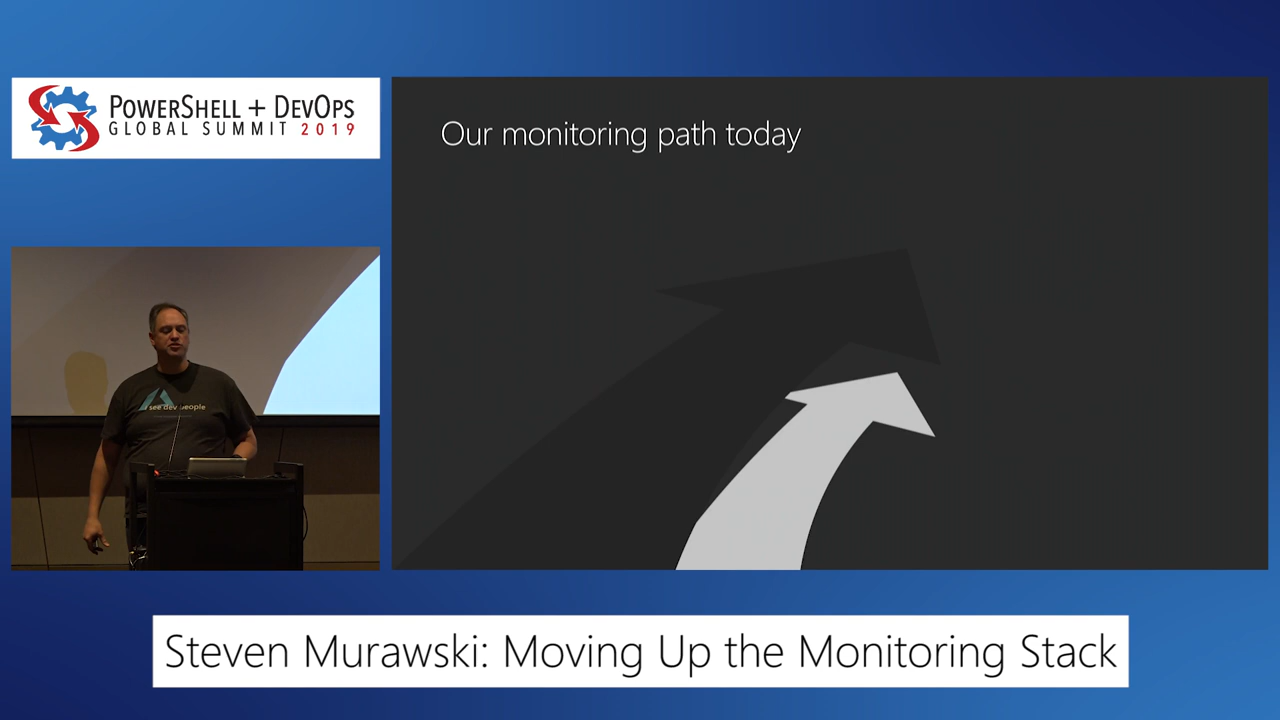 POWERSHELL + DEVOPS
GLOBAL SUMMIT 2019
Our monitoring path today
see dev people
Steven Murawski: Moving Up the Monitoring Stack